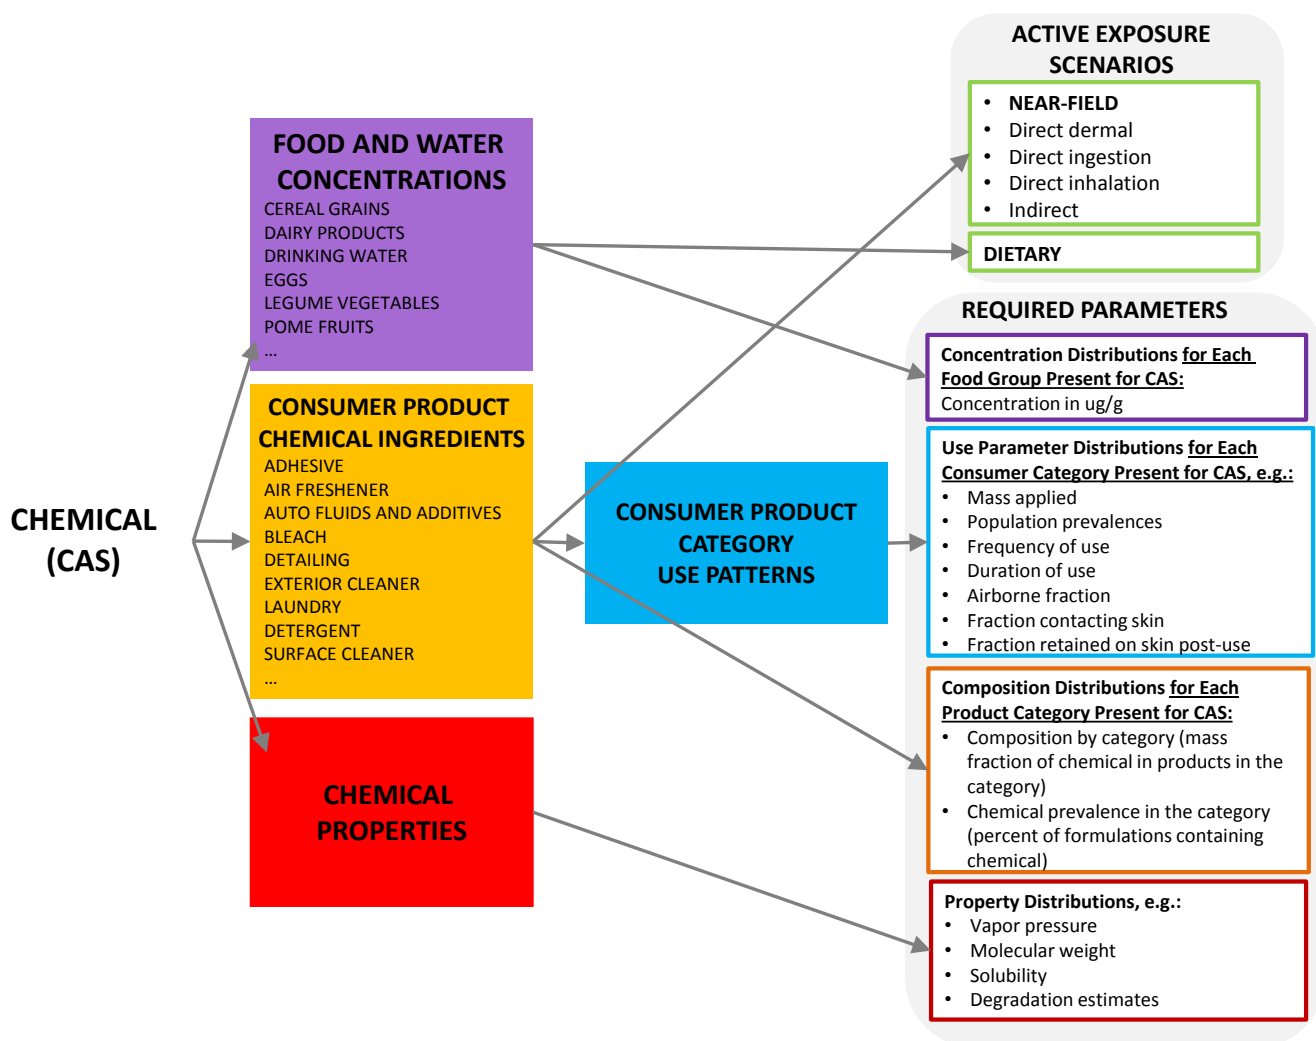 CHEMICAL
(CAS)
FOOD AND WATER
CONCENTRATIONS
CEREAL GRAINS
DAIRY PRODUCTS
DRINKING WATER
EGGS
LEGUME VEGETABLES
POME FRUITS
...
CONSUMER PRODUCT
CHEMICAL INGREDIENTS
ADHESIVE
AIR FRESHENER
AUTO FLUIDS AND ADDITIVES
BLEACH
DETAILING
EXTERIOR CLEANER
LAUNDRY
DETERGENT
SURFACE CLEANER
...
CHEMICAL
PROPERTIES
CONSUMER PRODUCT
CATEGORY
USE PATTERNS
ACTIVE EXPOSURE
SCENARIOS
• NEAR-FIELD
• Direct dermal
• Direct ingestion
• Direct inhalation
• Indirect
DIETARY
REQUIRED PARAMETERS
Concentration Distributions for Each
Food Group Present for CAS:
Concentration in ug/g
Use Parameter Distributions for Each
Consumer Category Present for CAS, e.g.:
• Mass applied
• Population prevalences
• Frequency of use
• Duration of use
• Airborne fraction
• Fraction contacting skin
• Fraction retained on skin post-use
Composition Distributions for Each
Product Category Present for CAS:
• Composition by category (mass
fraction of chemical in products in the
category)
• Chemical prevalence in the category
(percent of formulations containing
chemical)
Property Distributions, e.g.:
• Vapor pressure
• Molecular weight
• Solubility
• Degradation estimates